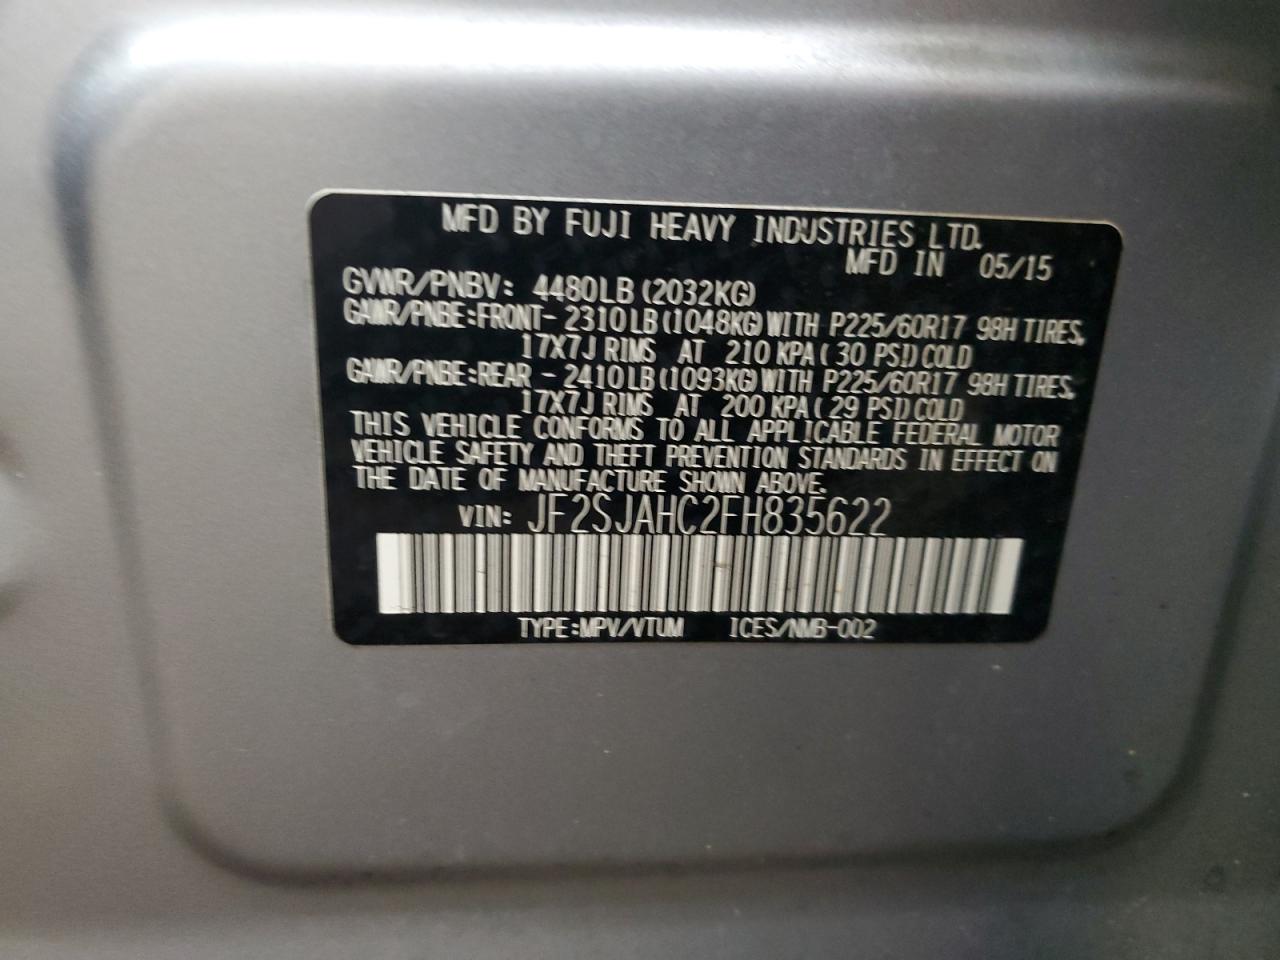 MFD BY FUJI HEAVY INDUSTRIES LTD.
MFD IN 05/15
GVWR/PNBV: 4480LB (2032KG)
GAWR/PNBE:FRONT- 2310LB(1048KG)WITH P225/60R17 98H TIRES,
17X7J RIMS AT 210 KPA( 30 PSI)COLD
GAWR/PNBE:REAR - 2410LB(1093KG)WITH P225/60R17 98H TIRES,
17X7J RIMS AT 200 KPA( 29 PSI)COLD
THIS VEHICLE CONFORMS TO ALL APPLICABLE FEDERAL MOTOR
VEHICLE SAFETY AND THEFT PREVENTION STANDARDS IN EFFECT ON
THE DATE OF MANUFACTURE SHOWN ABOVE.
VIN: JF2SJAHC2FH835622
TYPE:MPV/VTUM ICES/NMB-002